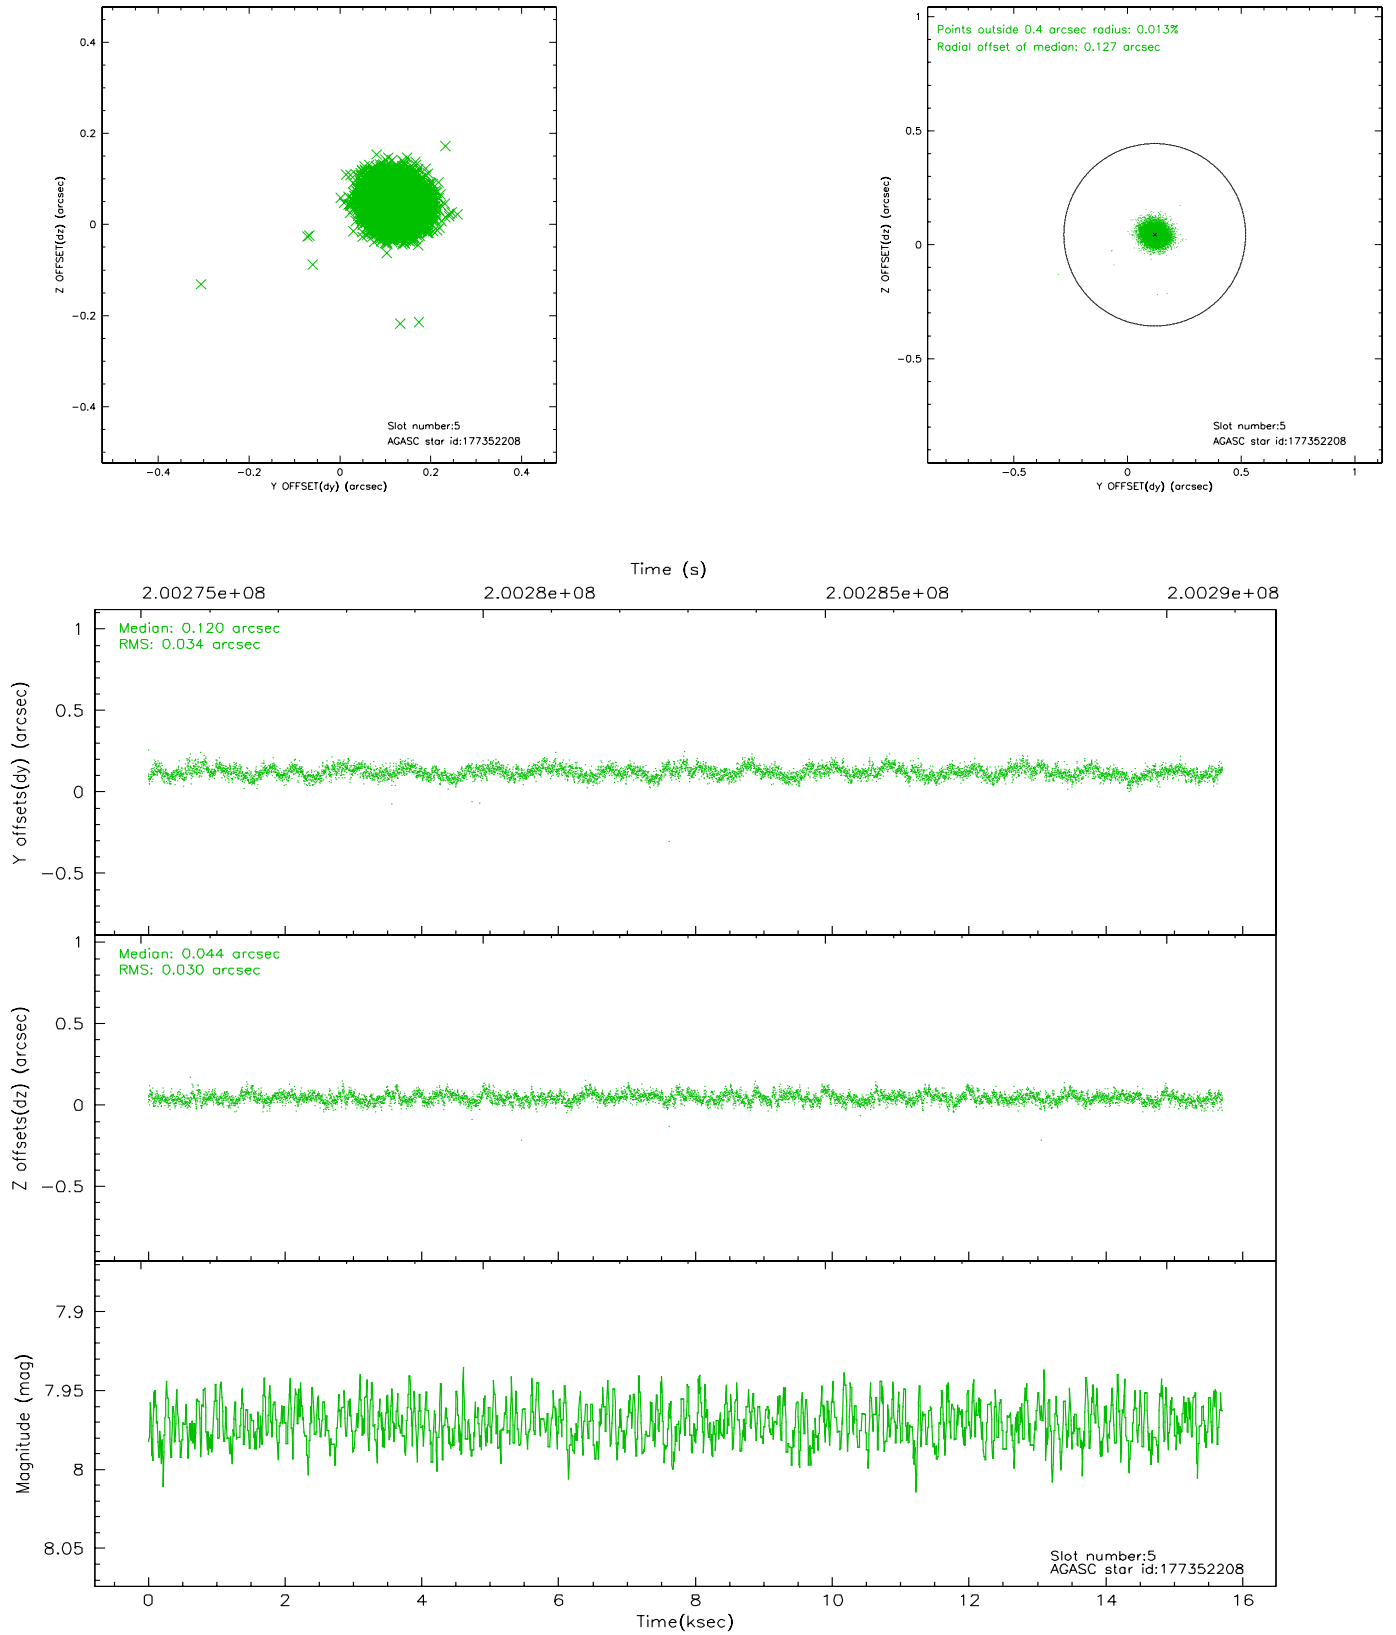 0.4
0.2
0
−0.2
−0.4
Z OFFSET(dz) (arcsec)
Slot number:5
AGASC star id:177352208
−0.4
−0.2
0
0.2
0.4
Y OFFSET(dy) (arcsec)
Points outside 0.4 arcsec radius: 0.013%
Radial offset of median: 0.127 arcsec
1
0.5
0
−0.5
Z OFFSET(dz) (arcsec)
Slot number:5
AGASC star id:177352208
−0.5
0
0.5
1
Y OFFSET(dy) (arcsec)
Time (s)
2.00275e+08
2.0028e+08
2.00285e+08
2.0029e+08
Median: 0.120 arcsec
RMS: 0.034 arcsec
1
0.5
0
−0.5
Y offsets(dy) (arcsec)
Median: 0.044 arcsec
RMS: 0.030 arcsec
1
0.5
0
−0.5
Z offsets(dz) (arcsec)
7.9
7.95
8
8.05
Magnitude (mag)
Slot number:5
AGASC star id:177352208
0
2
4
6
8
10
12
14
16
Time(ksec)